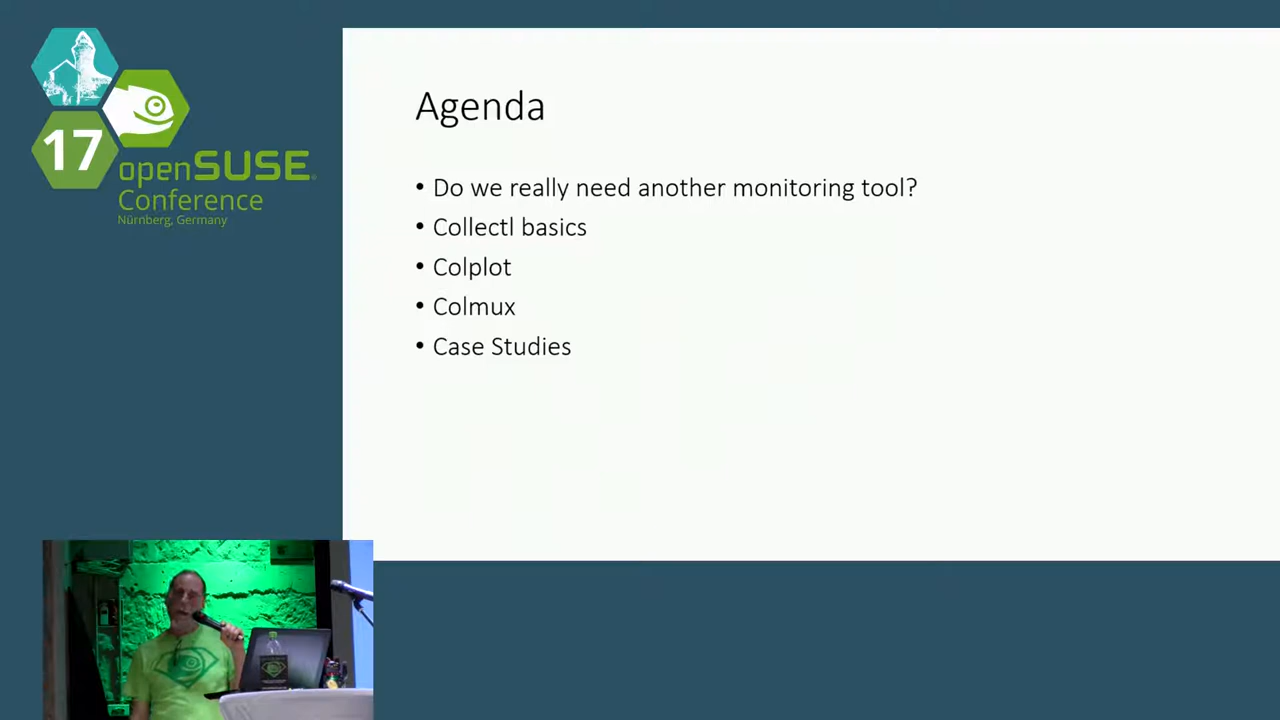 17
openSUSE
Conference
Nürnberg, Germany
Agenda
• Do we really need another monitoring tool?
• Collectl basics
• Colplot
• Colmux
• Case Studies